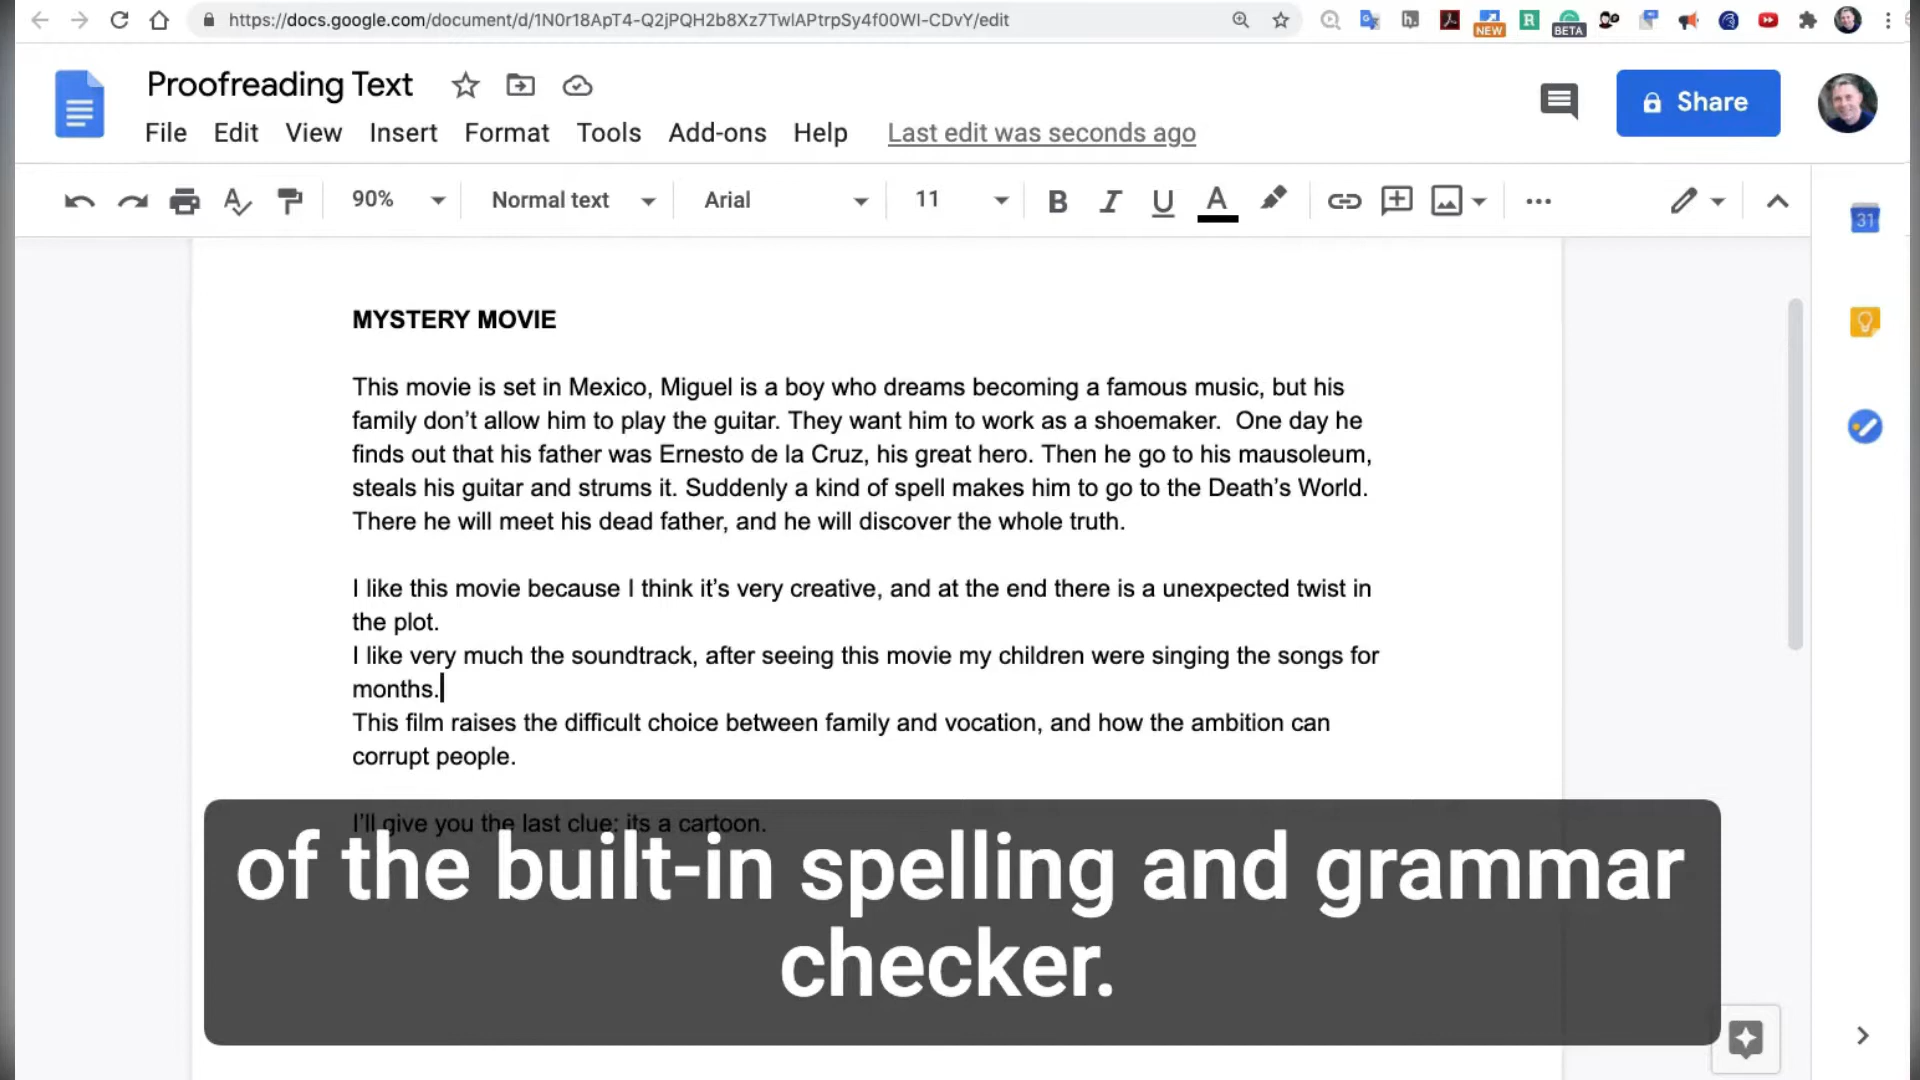 https://docs.google.com/document/d/1N0r18ApT4-Q2jPQH2b8Xz7TwlAPtrpSy4f00WI-CDvY/edit
NEW
BETA
Proofreading Text
File Edit View Insert Format Tools Add-ons Help Last edit was seconds ago
Share
90% Normal text Arial 11 B I U A
31
MYSTERY MOVIE
This movie is set in Mexico, Miguel is a boy who dreams becoming a famous music, but his
family don’t allow him to play the guitar. They want him to work as a shoemaker.  One day he
finds out that his father was Ernesto de la Cruz, his great hero. Then he go to his mausoleum,
steals his guitar and strums it. Suddenly a kind of spell makes him to go to the Death’s World.
There he will meet his dead father, and he will discover the whole truth.
I like this movie because I think it’s very creative, and at the end there is a unexpected twist in
the plot.
I like very much the soundtrack, after seeing this movie my children were singing the songs for
months.
This film raises the difficult choice between family and vocation, and how the ambition can
corrupt people.
I’ll give you the last clue: its a cartoon.
of the built-in spelling and grammar
checker.